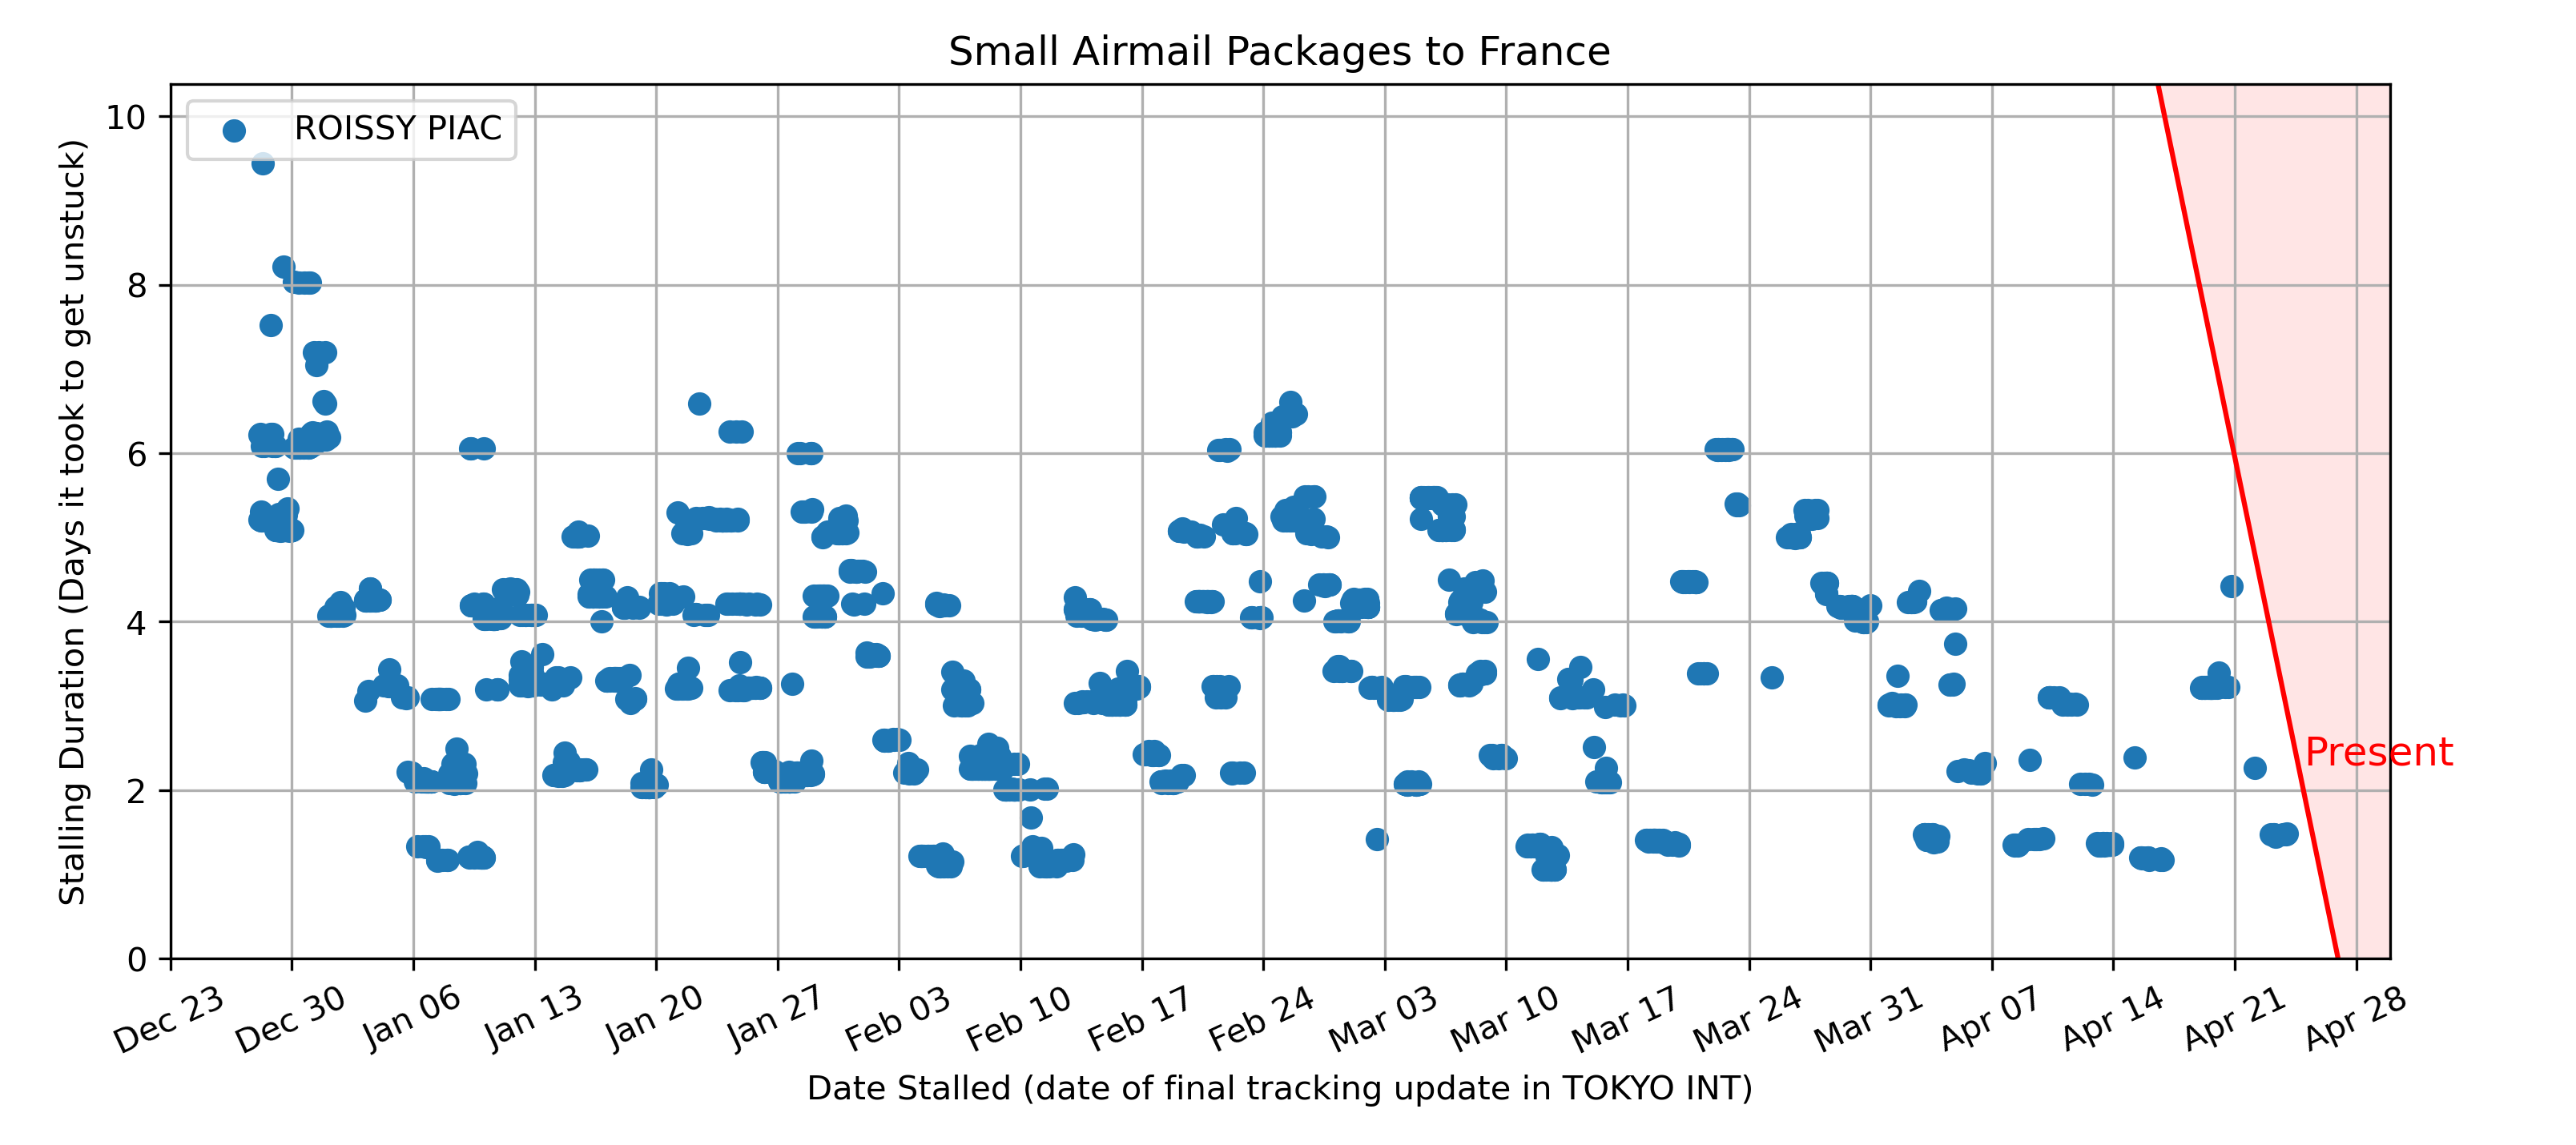 Small Airmail Packages to France
ROISSY PIAC
10
8
6
4
2
0
Stalling Duration (Days it took to get unstuck)
Present
Dec 23
Dec 30
Jan 06
Jan 13
Jan 20
Jan 27
Feb 03
Feb 10
Feb 17
Feb 24
Mar 03
Mar 10
Mar 17
Mar 24
Mar 31
Apr 07
Apr 14
Apr 21
Apr 28
Date Stalled (date of final tracking update in TOKYO INT)